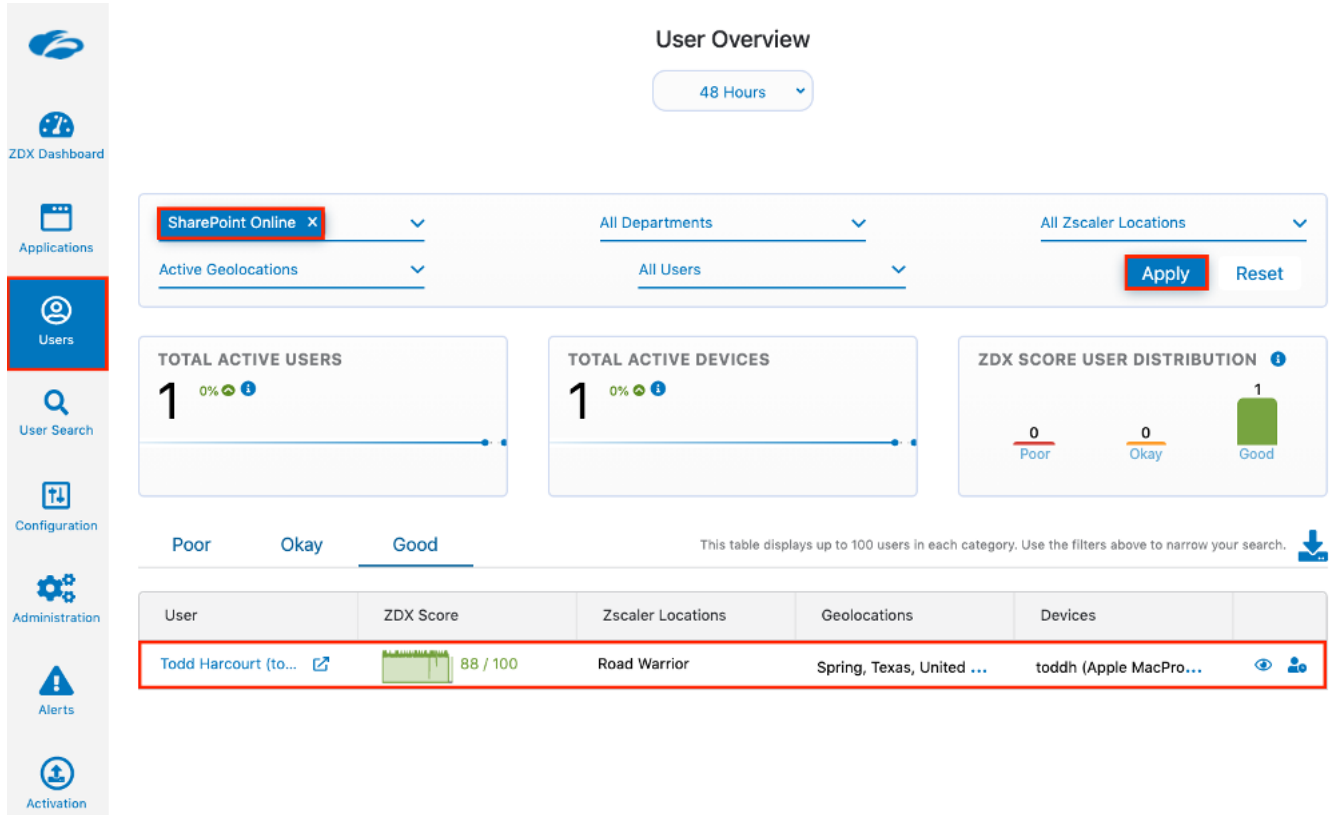 User Overview
48 Hours
ZDX Dashboard
Applications
Users
User Search
Configuration
Administration
Alerts
Activation
SharePoint Online ×
All Departments
All Zscaler Locations
Active Geolocations
All Users
Apply
Reset
TOTAL ACTIVE USERS
1 0%
TOTAL ACTIVE DEVICES
1 0%
ZDX SCORE USER DISTRIBUTION
0 0 1
Poor Okay Good
Poor Okay Good
This table displays up to 100 users in each category. Use the filters above to narrow your search.
User ZDX Score Zscaler Locations Geolocations Devices
Todd Harcourt (to... 88 / 100 Road Warrior Spring, Texas, United ... toddh (Apple MacPro...